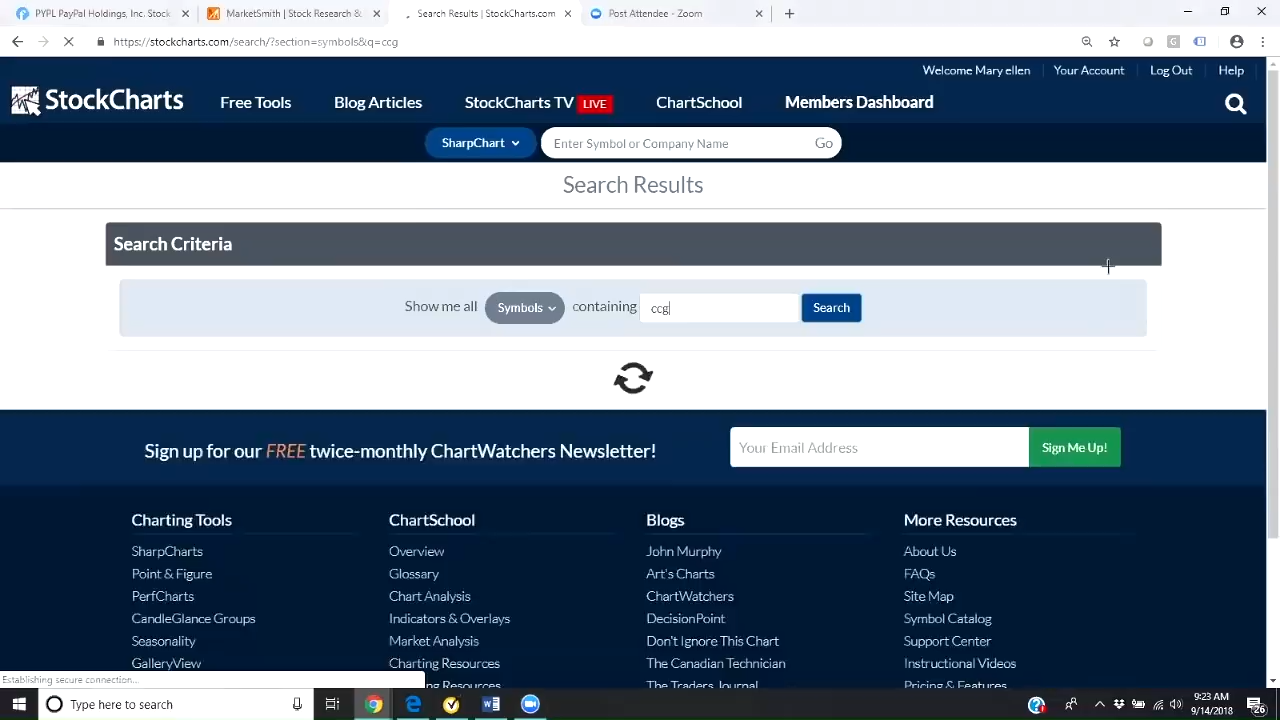 PYPL PayPal Holdings, Inc. Stock
MarketSmith | Stock Research &
Search Results | StockCharts.com
Post Attendee - Zoom
https://stockcharts.com/search/?section=symbols&q=ccg
Welcome Mary ellen
Your Account
Log Out
Help
StockCharts
Free Tools
Blog Articles
StockCharts TV LIVE
ChartSchool
Members Dashboard
SharpChart
Enter Symbol or Company Name
Go
Search Results
Search Criteria
Show me all Symbols containing ccg Search
Sign up for our FREE twice-monthly ChartWatchers Newsletter!
Your Email Address
Sign Me Up!
Charting Tools
SharpCharts
Point & Figure
PerfCharts
CandleGlance Groups
Seasonality
GalleryView
ChartSchool
Overview
Glossary
Chart Analysis
Indicators & Overlays
Market Analysis
Charting Resources
Blogs
John Murphy
Art's Charts
ChartWatchers
DecisionPoint
Don't Ignore This Chart
The Canadian Technician
The Traders Journal
More Resources
About Us
FAQs
Site Map
Symbol Catalog
Support Center
Instructional Videos
Pricing & Features
Establishing secure connection...
ng Resources
Type here to search
9:23 AM
9/14/2018